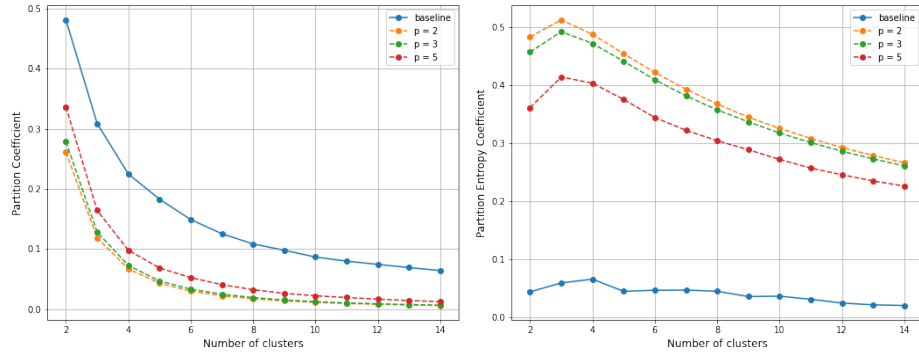 Partition Coefficient
0.5
0.4
0.3
0.2
0.1
0.0
2 4 6 8 10 12 14
Number of clusters
baseline
p = 2
p = 3
p = 5
Partition Entropy Coefficient
0.5
0.4
0.3
0.2
0.1
0.0
2 4 6 8 10 12 14
Number of clusters
baseline
p = 2
p = 3
p = 5